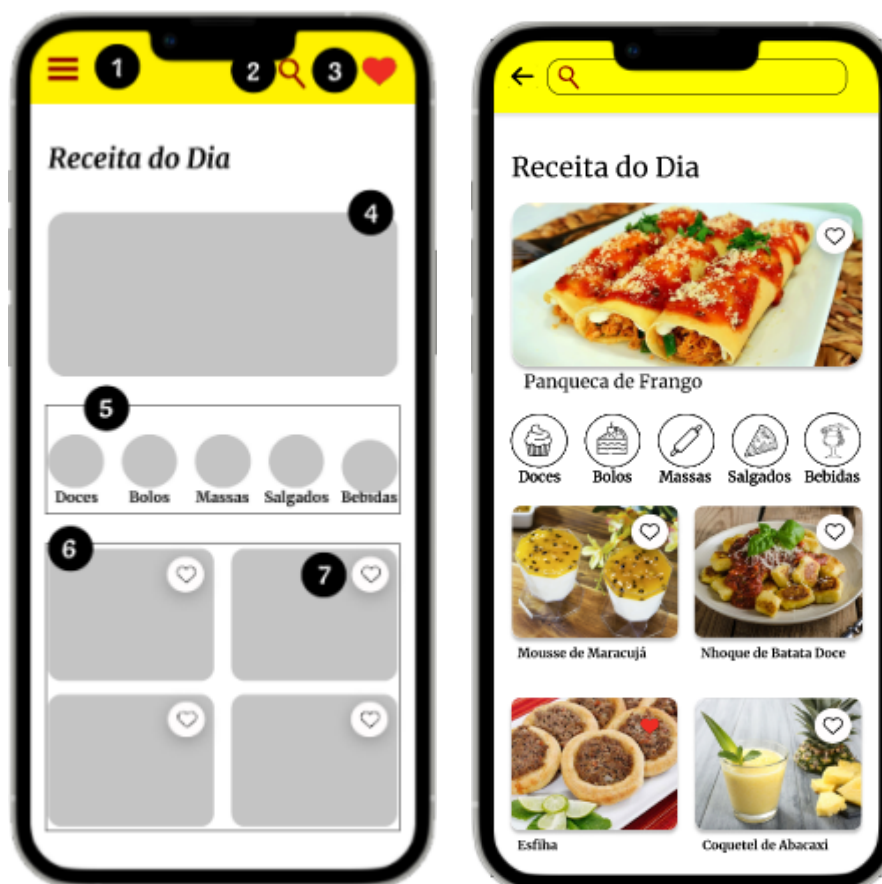 1
2
3
Receita do Dia
4
5
Doces Bolos Massas Salgados Bebidas
6
7
Receita do Dia
Panqueca de Frango
Doces Bolos Massas Salgados Bebidas
Mousse de Maracujá Nhoque de Batata Doce
Esfiha Coquetel de Abacaxi